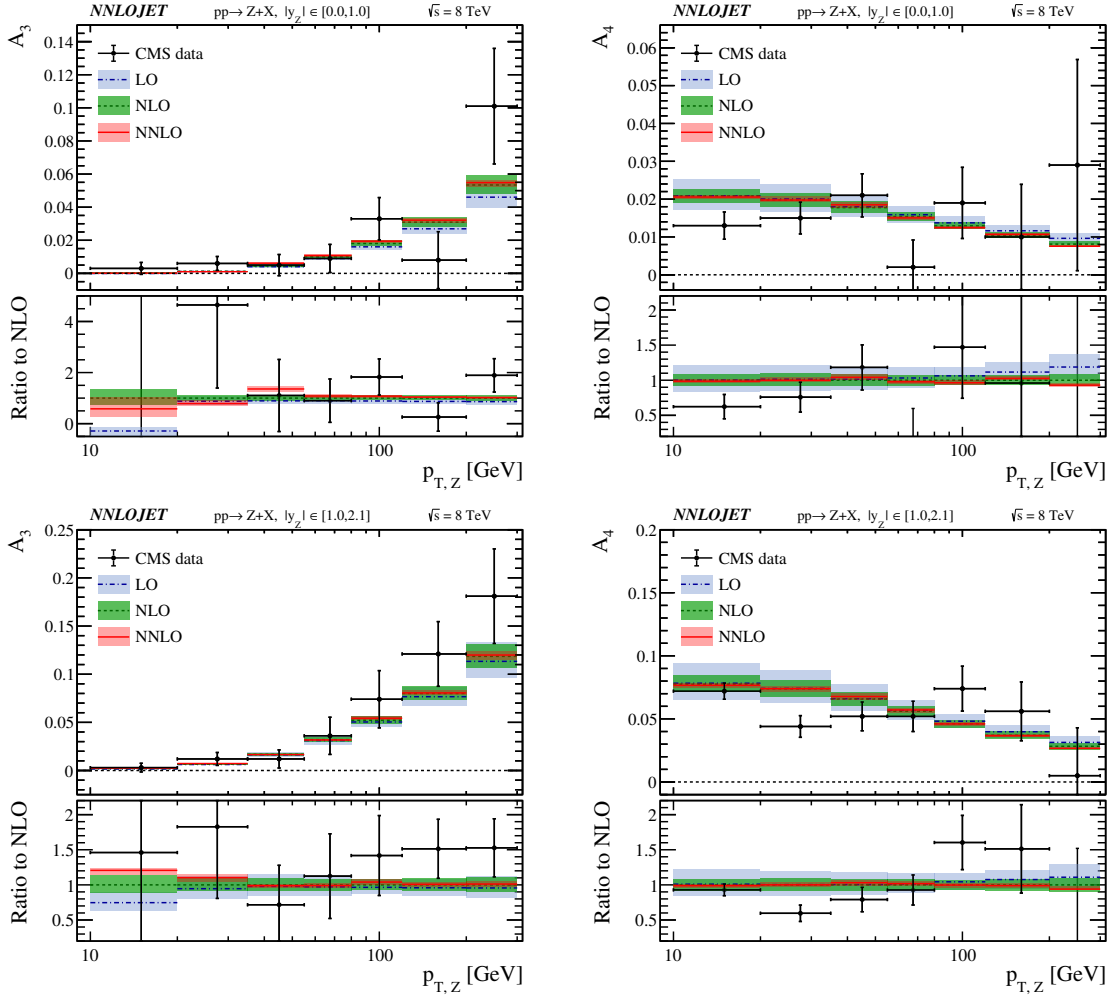 NNLOJET pp→ Z+X, |y_Z| ∈ [0.0,1.0] √s = 8 TeV
A_3
0.14
0.12
0.1
0.08
0.06
0.04
0.02
0
CMS data
LO
NLO
NNLO
Ratio to NLO
4
2
0
10 100
p_{T, Z} [GeV]
NNLOJET pp→ Z+X, |y_Z| ∈ [0.0,1.0] √s = 8 TeV
A_4
0.06
0.05
0.04
0.03
0.02
0.01
0
CMS data
LO
NLO
NNLO
Ratio to NLO
2
1.5
1
0.5
10 100
p_{T, Z} [GeV]
NNLOJET pp→ Z+X, |y_Z| ∈ [1.0,2.1] √s = 8 TeV
A_3
0.25
0.2
0.15
0.1
0.05
0
CMS data
LO
NLO
NNLO
Ratio to NLO
2
1.5
1
0.5
10 100
p_{T, Z} [GeV]
NNLOJET pp→ Z+X, |y_Z| ∈ [1.0,2.1] √s = 8 TeV
A_4
0.2
0.15
0.1
0.05
0
CMS data
LO
NLO
NNLO
Ratio to NLO
2
1.5
1
0.5
10 100
p_{T, Z} [GeV]